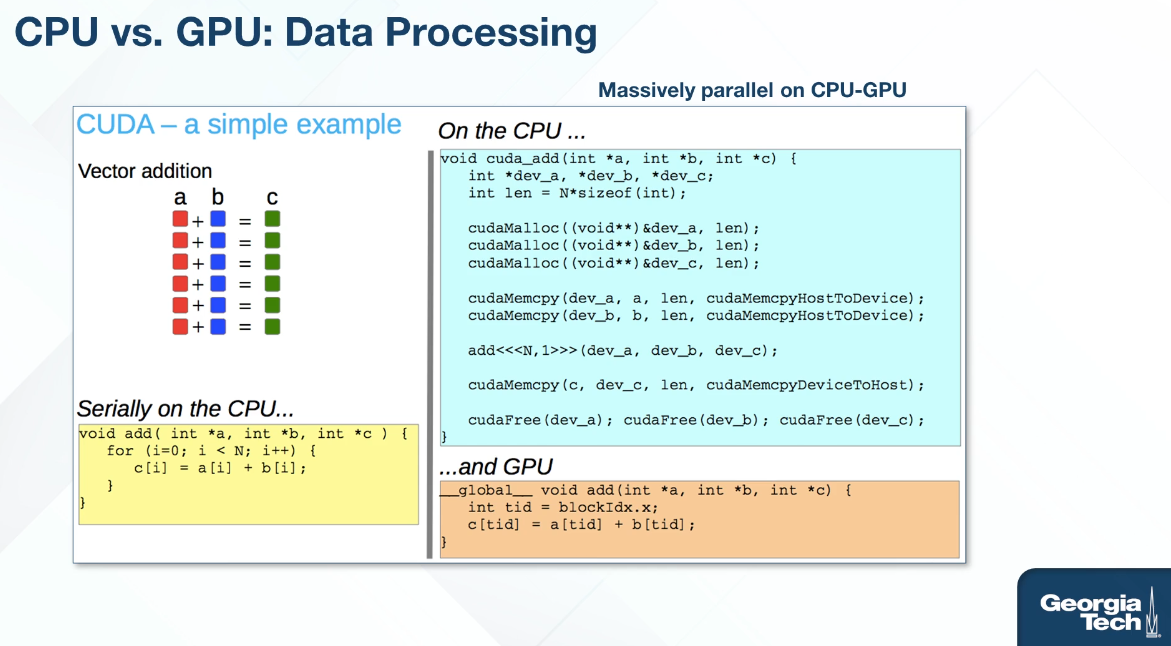 CPU vs. GPU: Data Processing
Massively parallel on CPU-GPU
CUDA – a simple example
Vector addition
a b c
+ =
+ =
+ =
+ =
+ =
+ =
Serially on the CPU...
void add( int *a, int *b, int *c ) {
for (i=0; i < N; i++) {
c[i] = a[i] + b[i];
}
}
On the CPU ...
void cuda_add(int *a, int *b, int *c) {
int *dev_a, *dev_b, *dev_c;
int len = N*sizeof(int);
cudaMalloc((void**)&dev_a, len);
cudaMalloc((void**)&dev_b, len);
cudaMalloc((void**)&dev_c, len);
cudaMemcpy(dev_a, a, len, cudaMemcpyHostToDevice);
cudaMemcpy(dev_b, b, len, cudaMemcpyHostToDevice);
add<<<N,1>>>(dev_a, dev_b, dev_c);
cudaMemcpy(c, dev_c, len, cudaMemcpyDeviceToHost);
cudaFree(dev_a); cudaFree(dev_b); cudaFree(dev_c);
}
...and GPU
__global__ void add(int *a, int *b, int *c) {
int tid = blockIdx.x;
c[tid] = a[tid] + b[tid];
}
Georgia
Tech